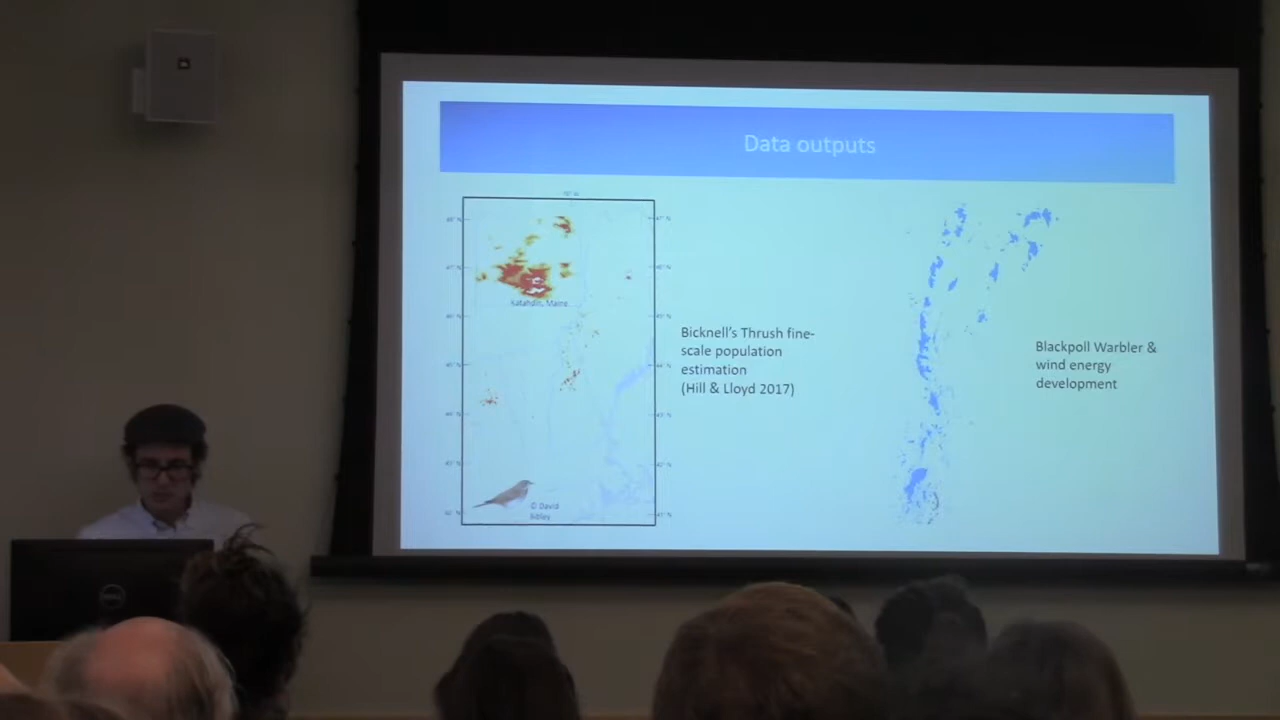 Data outputs
Katahdin, Maine
Bicknell's Thrush fine-
scale population
estimation
(Hill & Lloyd 2017)
Blackpoll Warbler &
wind energy
development
© David
Sibley
DELL